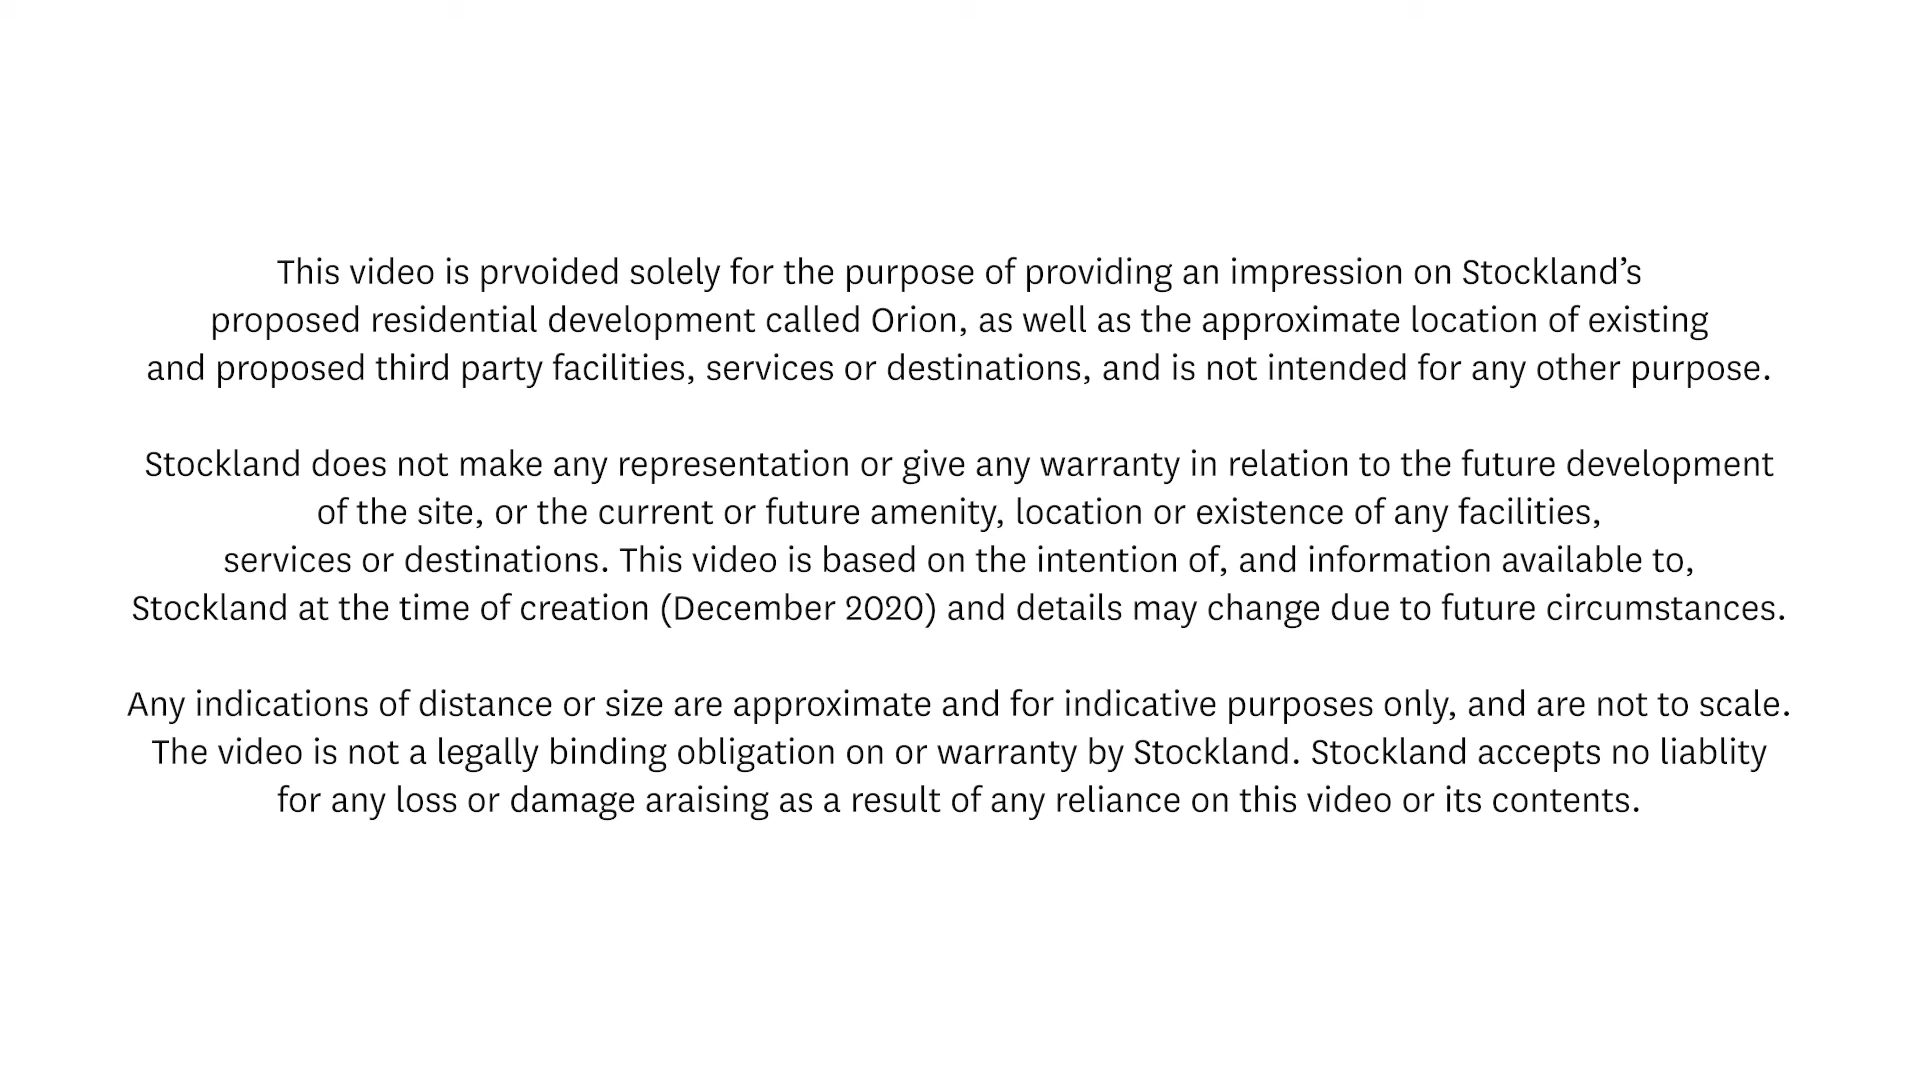 This video is prvoided solely for the purpose of providing an impression on Stockland’s
proposed residential development called Orion, as well as the approximate location of existing
and proposed third party facilities, services or destinations, and is not intended for any other purpose.
Stockland does not make any representation or give any warranty in relation to the future development
of the site, or the current or future amenity, location or existence of any facilities,
services or destinations. This video is based on the intention of, and information available to,
Stockland at the time of creation (December 2020) and details may change due to future circumstances.
Any indications of distance or size are approximate and for indicative purposes only, and are not to scale.
The video is not a legally binding obligation on or warranty by Stockland. Stockland accepts no liablity
for any loss or damage araising as a result of any reliance on this video or its contents.